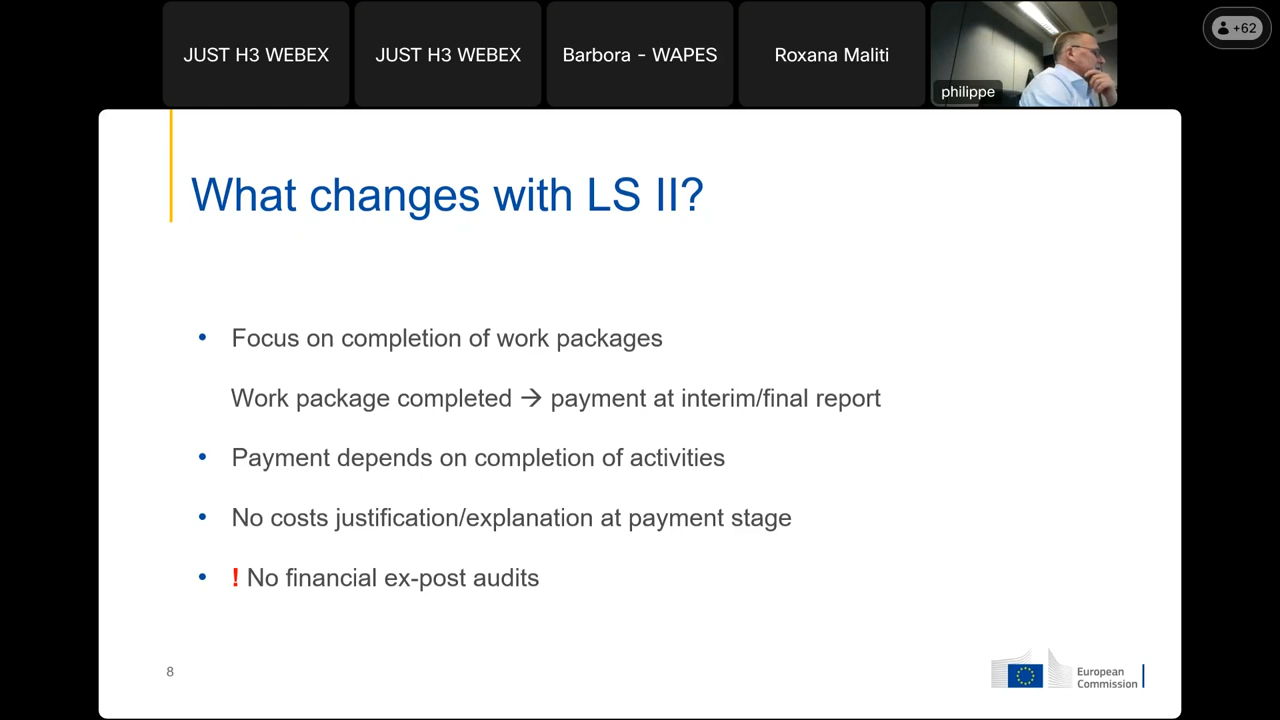 JUST H3 WEBEX
JUST H3 WEBEX
Barbora - WAPES
Roxana Maliti
philippe
+62
What changes with LS II?
• Focus on completion of work packages
Work package completed → payment at interim/final report
• Payment depends on completion of activities
• No costs justification/explanation at payment stage
• ! No financial ex-post audits
8
European
Commission